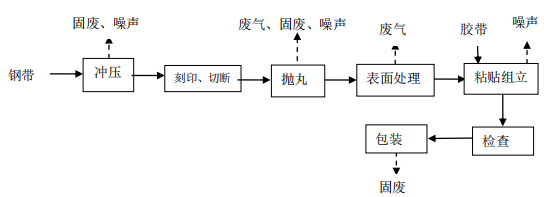 固废、噪声
废气、固废、噪声
废气
胶带
噪声
钢带
冲压
刻印、切断
抛丸
表面处理
粘贴组立
包装
检查
固废